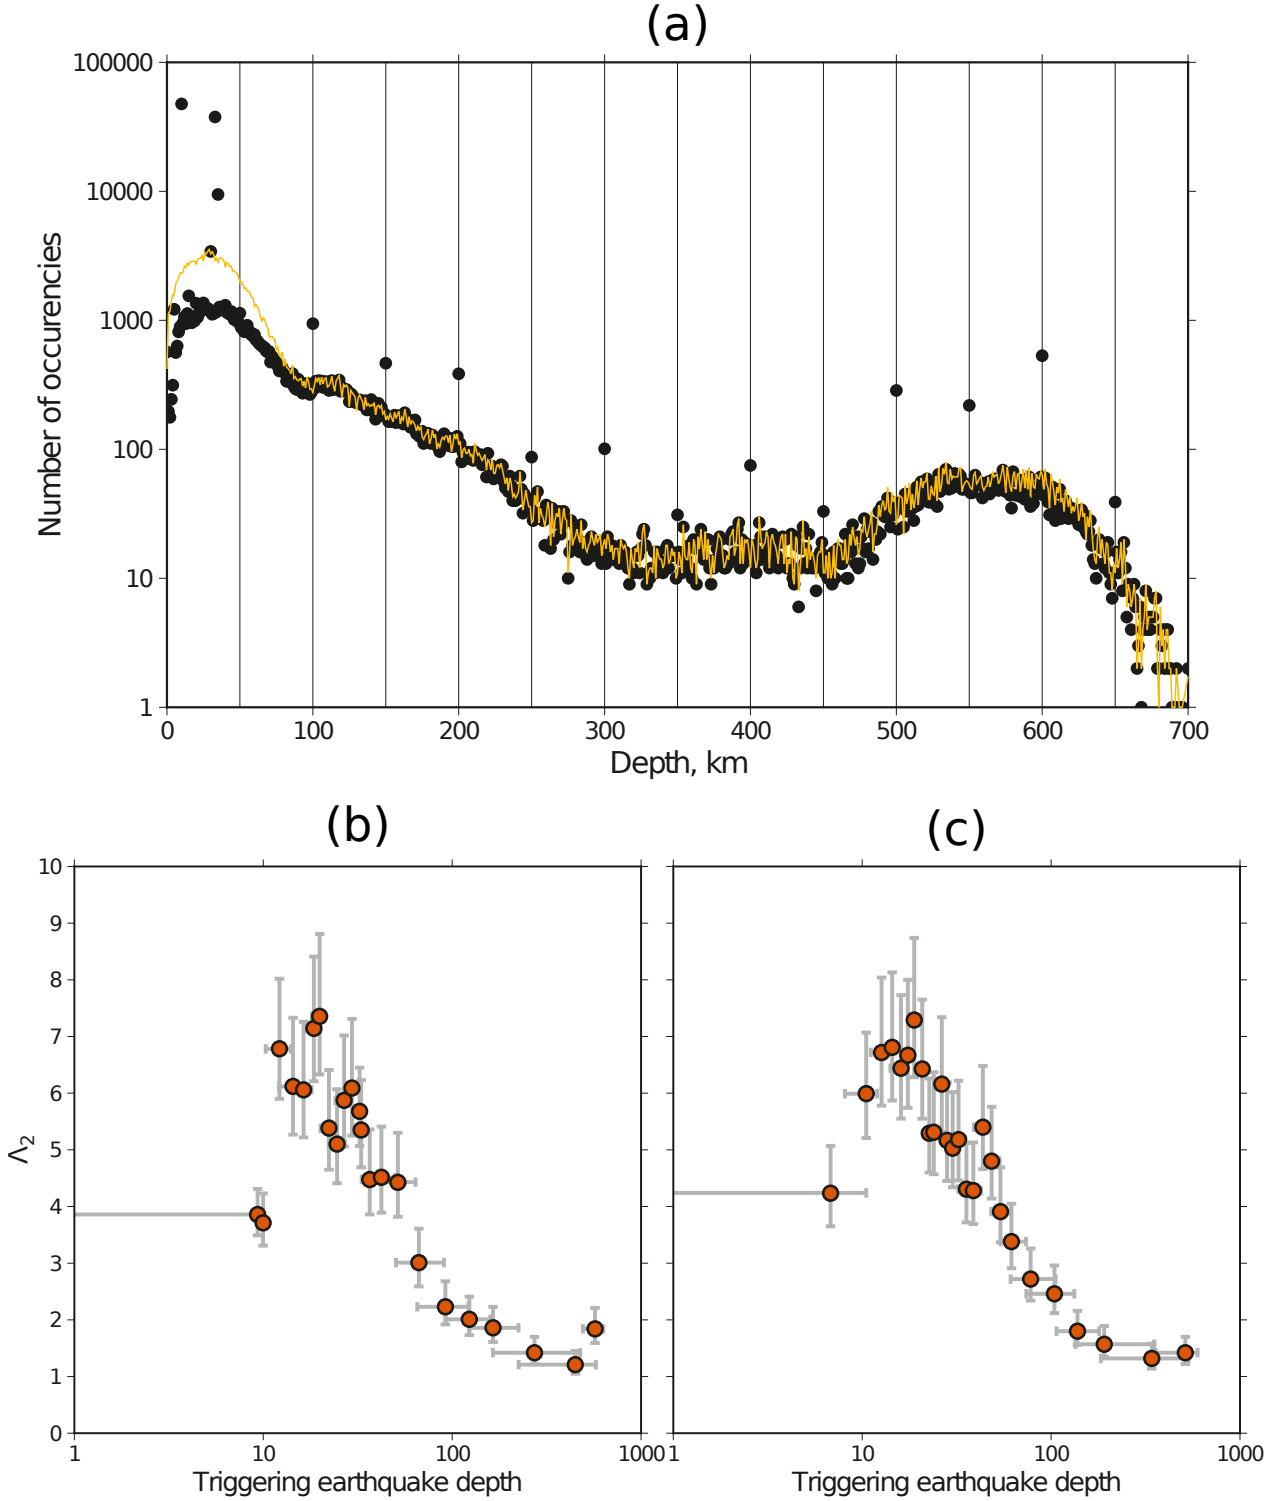 (a)
100000
10000
1000
100
10
1
Number of occurencies
0 100 200 300 400 500 600 700
Depth, km
(b)
10
9
8
7
6
5
4
3
2
1
0
Λ2
1 10 100 1000
Triggering earthquake depth
(c)
1 10 100 1000
Triggering earthquake depth